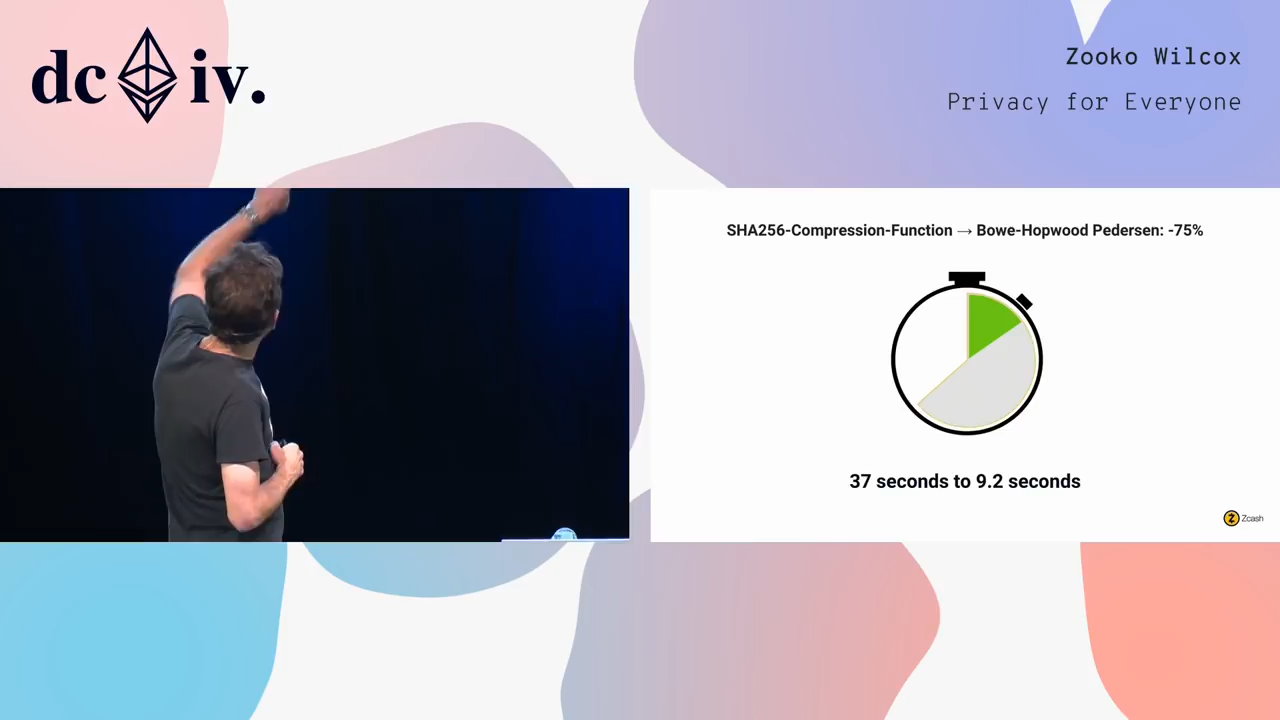 dc iv.
Zooko Wilcox
Privacy for Everyone
SHA256-Compression-Function → Bowe-Hopwood Pedersen: -75%
37 seconds to 9.2 seconds
Zcash